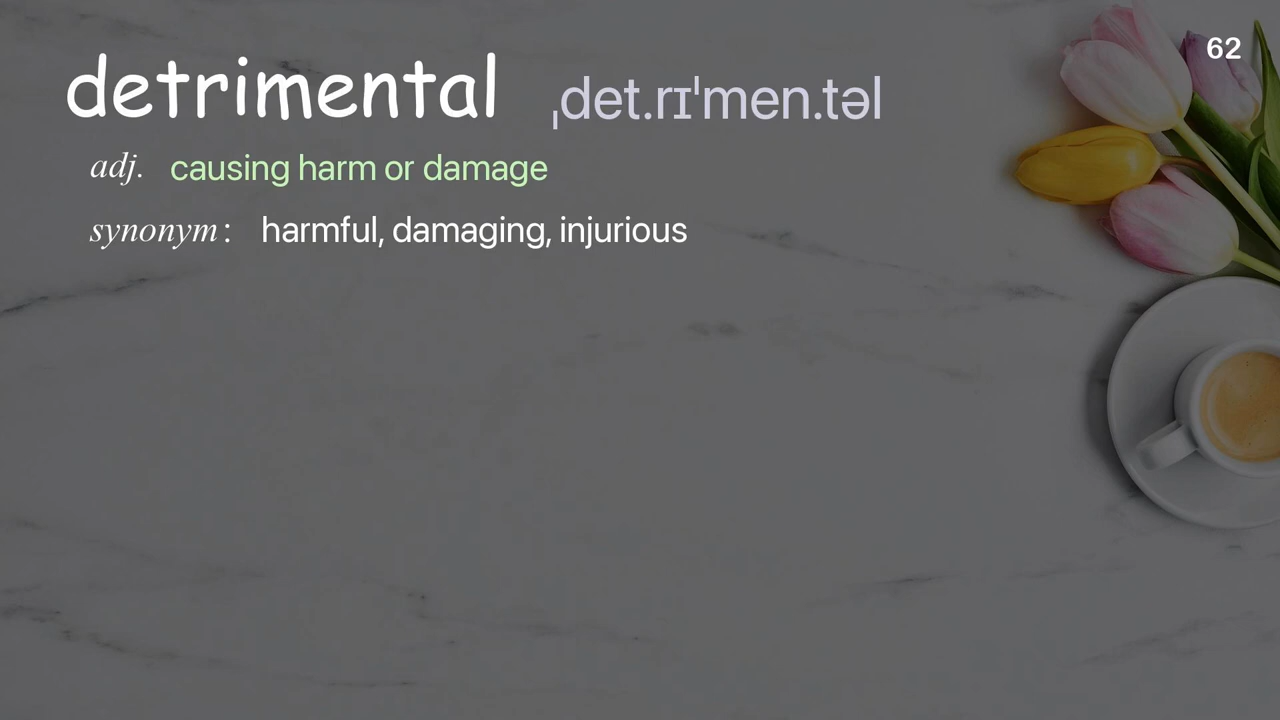 62
detrimental ˌdet.rɪˈmen.təl
adj. causing harm or damage
synonym: harmful, damaging, injurious